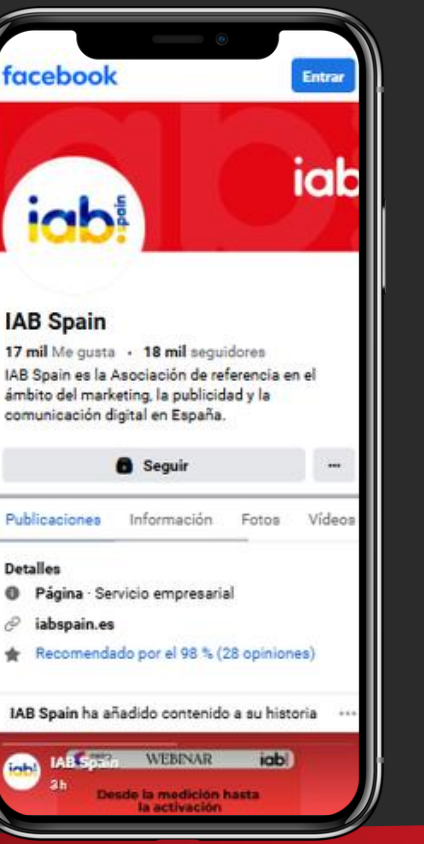 facebook
Entrar
iab
iab spain
IAB Spain
17 mil Me gusta · 18 mil seguidores
IAB Spain es la Asociación de referencia en el
ámbito del marketing, la publicidad y la
comunicación digital en España.
Seguir
Publicaciones Información Fotos Vídeos
Detalles
Página · Servicio empresarial
iabspain.es
Recomendado por el 98 % (28 opiniones)
IAB Spain ha añadido contenido a su historia
iab!
IAB Spain
3 h
WEBINAR
iab!
Desde la medición hasta
la activación